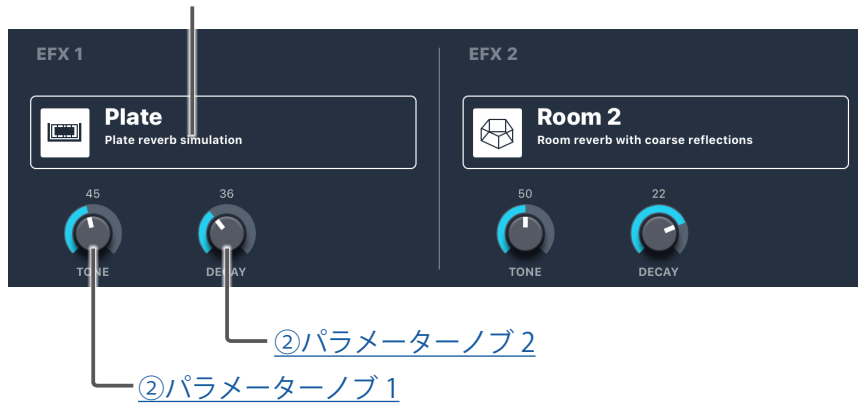 EFX 1
EFX 2
Plate
Plate reverb simulation
Room 2
Room reverb with coarse reflections
45
36
50
22
TONE
DECAY
TONE
DECAY
②パラメーターノブ 2
②パラメーターノブ 1